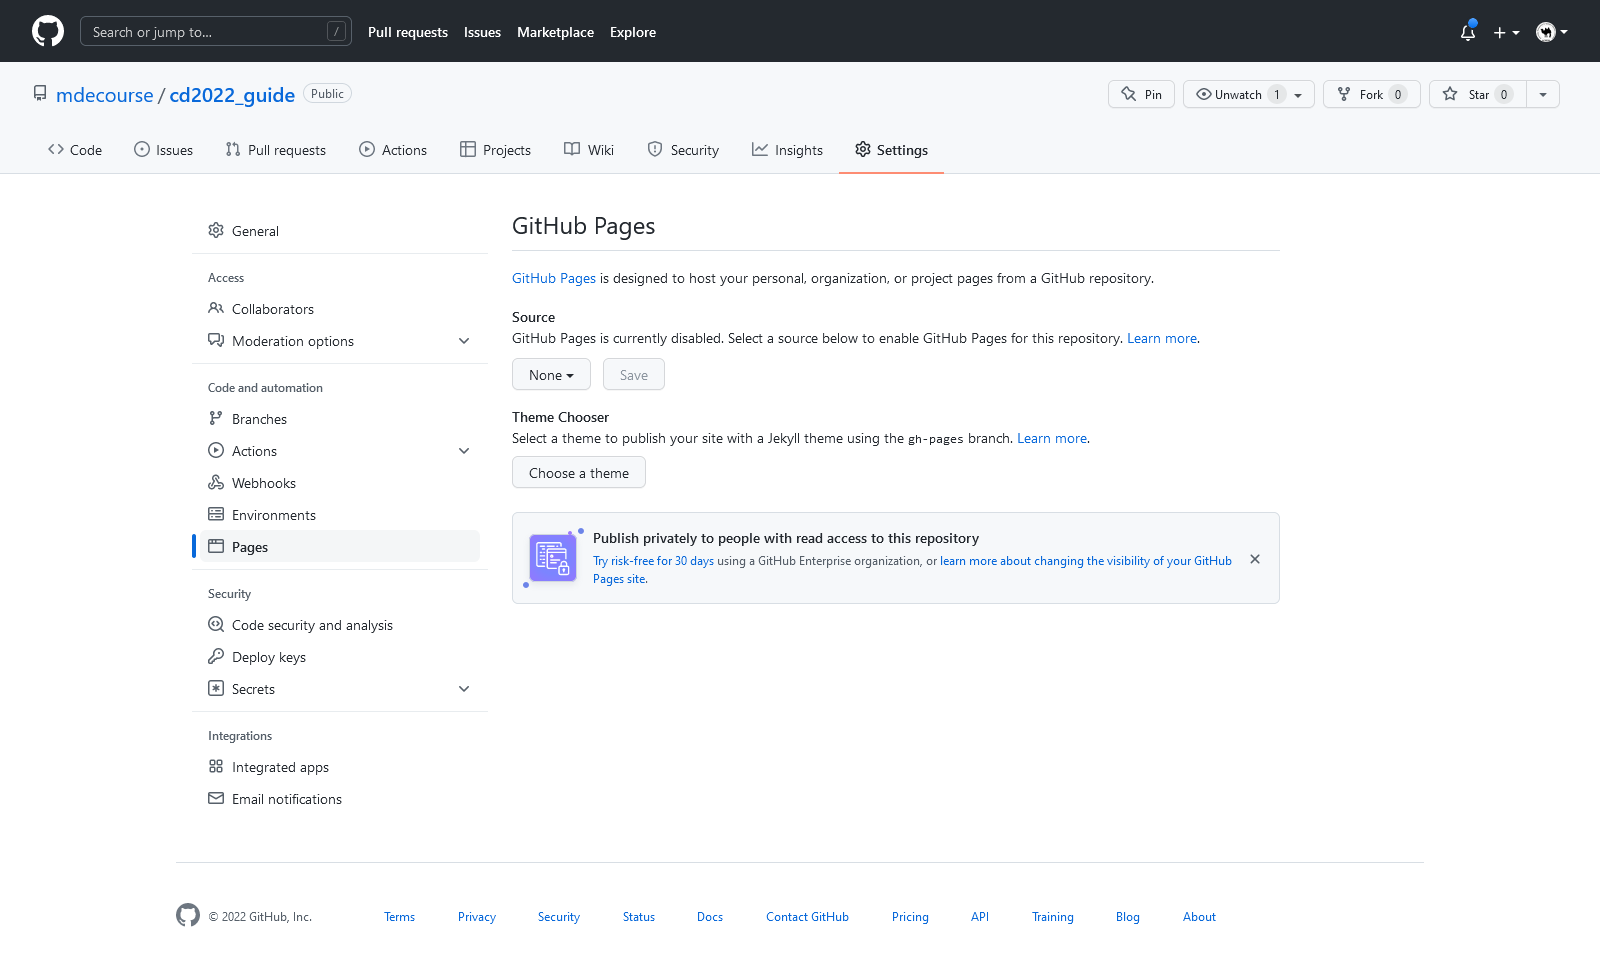 Search or jump to... /
Pull requests Issues Marketplace Explore
mdecourse / cd2022_guide Public
Pin Unwatch 1 Fork 0 Star 0
Code Issues Pull requests Actions Projects Wiki Security Insights Settings
General
Access
Collaborators
Moderation options
Code and automation
Branches
Actions
Webhooks
Environments
Pages
Security
Code security and analysis
Deploy keys
Secrets
Integrations
Integrated apps
Email notifications
GitHub Pages
GitHub Pages is designed to host your personal, organization, or project pages from a GitHub repository.
Source
GitHub Pages is currently disabled. Select a source below to enable GitHub Pages for this repository. Learn more.
None Save
Theme Chooser
Select a theme to publish your site with a Jekyll theme using the gh-pages branch. Learn more.
Choose a theme
Publish privately to people with read access to this repository
Try risk-free for 30 days using a GitHub Enterprise organization, or learn more about changing the visibility of your GitHub
Pages site.
© 2022 GitHub, Inc. Terms Privacy Security Status Docs Contact GitHub Pricing API Training Blog About